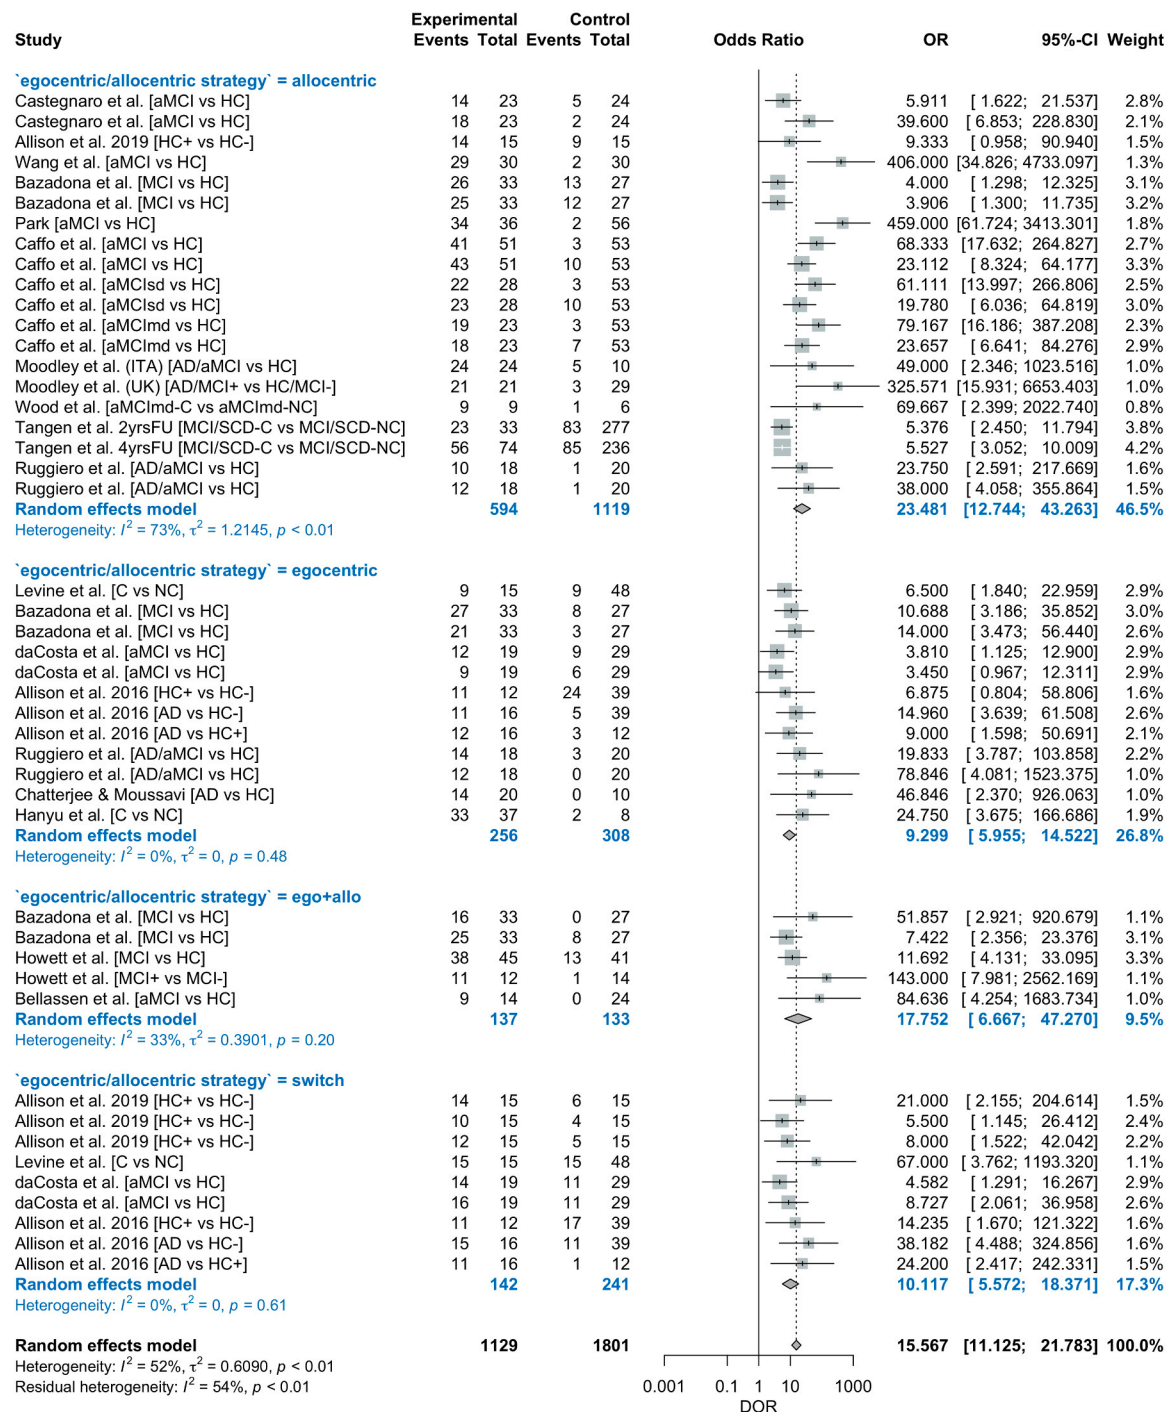 Experimental Control
Study Events Total Events Total Odds Ratio OR 95%-CI Weight
`egocentric/allocentric strategy` = allocentric
Castegnaro et al. [aMCI vs HC] 14 23 5 24 5.911 [ 1.622; 21.537] 2.8%
Castegnaro et al. [aMCI vs HC] 18 23 2 24 39.600 [ 6.853; 228.830] 2.1%
Allison et al. 2019 [HC+ vs HC-] 14 15 9 15 9.333 [ 0.958; 90.940] 1.5%
Wang et al. [aMCI vs HC] 29 30 2 30 406.000 [34.826; 4733.097] 1.3%
Bazadona et al. [MCI vs HC] 26 33 13 27 4.000 [ 1.298; 12.325] 3.1%
Bazadona et al. [MCI vs HC] 25 33 12 27 3.906 [ 1.300; 11.735] 3.2%
Park [aMCI vs HC] 34 36 2 56 459.000 [61.724; 3413.301] 1.8%
Caffo et al. [aMCI vs HC] 41 51 3 53 68.333 [17.632; 264.827] 2.7%
Caffo et al. [aMCI vs HC] 43 51 10 53 23.112 [ 8.324; 64.177] 3.3%
Caffo et al. [aMCIsd vs HC] 22 28 3 53 61.111 [13.997; 266.806] 2.5%
Caffo et al. [aMCIsd vs HC] 23 28 10 53 19.780 [ 6.036; 64.819] 3.0%
Caffo et al. [aMCImd vs HC] 19 23 3 53 79.167 [16.186; 387.208] 2.3%
Caffo et al. [aMCImd vs HC] 18 23 7 53 23.657 [ 6.641; 84.276] 2.9%
Moodley et al. (ITA) [AD/aMCI vs HC] 24 24 5 10 49.000 [ 2.346; 1023.516] 1.0%
Moodley et al. (UK) [AD/MCI+ vs HC/MCI-] 21 21 3 29 325.571 [15.931; 6653.403] 1.0%
Wood et al. [aMCImd-C vs aMCImd-NC] 9 9 1 6 69.667 [ 2.399; 2022.740] 0.8%
Tangen et al. 2yrsFU [MCI/SCD-C vs MCI/SCD-NC] 23 33 83 277 5.376 [ 2.450; 11.794] 3.8%
Tangen et al. 4yrsFU [MCI/SCD-C vs MCI/SCD-NC] 56 74 85 236 5.527 [ 3.052; 10.009] 4.2%
Ruggiero et al. [AD/aMCI vs HC] 10 18 1 20 23.750 [ 2.591; 217.669] 1.6%
Ruggiero et al. [AD/aMCI vs HC] 12 18 1 20 38.000 [ 4.058; 355.864] 1.5%
Random effects model 594 1119 23.481 [12.744; 43.263] 46.5%
Heterogeneity: I² = 73%, τ² = 1.2145, p < 0.01
`egocentric/allocentric strategy` = egocentric
Levine et al. [C vs NC] 9 15 9 48 6.500 [ 1.840; 22.959] 2.9%
Bazadona et al. [MCI vs HC] 27 33 8 27 10.688 [ 3.186; 35.852] 3.0%
Bazadona et al. [MCI vs HC] 21 33 3 27 14.000 [ 3.473; 56.440] 2.6%
daCosta et al. [aMCI vs HC] 12 19 9 29 3.810 [ 1.125; 12.900] 2.9%
daCosta et al. [aMCI vs HC] 9 19 6 29 3.450 [ 0.967; 12.311] 2.9%
Allison et al. 2016 [HC+ vs HC-] 11 12 24 39 6.875 [ 0.804; 58.806] 1.6%
Allison et al. 2016 [AD vs HC-] 11 16 5 39 14.960 [ 3.639; 61.508] 2.6%
Allison et al. 2016 [AD vs HC+] 12 16 3 12 9.000 [ 1.598; 50.691] 2.1%
Ruggiero et al. [AD/aMCI vs HC] 14 18 3 20 19.833 [ 3.787; 103.858] 2.2%
Ruggiero et al. [AD/aMCI vs HC] 12 18 0 20 78.846 [ 4.081; 1523.375] 1.0%
Chatterjee & Moussavi [AD vs HC] 14 20 0 10 46.846 [ 2.370; 926.063] 1.0%
Hanyu et al. [C vs NC] 33 37 2 8 24.750 [ 3.675; 166.686] 1.9%
Random effects model 256 308 9.299 [ 5.955; 14.522] 26.8%
Heterogeneity: I² = 0%, τ² = 0, p = 0.48
`egocentric/allocentric strategy` = ego+allo
Bazadona et al. [MCI vs HC] 16 33 0 27 51.857 [ 2.921; 920.679] 1.1%
Bazadona et al. [MCI vs HC] 25 33 8 27 7.422 [ 2.356; 23.376] 3.1%
Howett et al. [MCI vs HC] 38 45 13 41 11.692 [ 4.131; 33.095] 3.3%
Howett et al. [MCI+ vs MCI-] 11 12 1 14 143.000 [ 7.981; 2562.169] 1.1%
Bellassen et al. [aMCI vs HC] 9 14 0 24 84.636 [ 4.254; 1683.734] 1.0%
Random effects model 137 133 17.752 [ 6.667; 47.270] 9.5%
Heterogeneity: I² = 33%, τ² = 0.3901, p = 0.20
`egocentric/allocentric strategy` = switch
Allison et al. 2019 [HC+ vs HC-] 14 15 6 15 21.000 [ 2.155; 204.614] 1.5%
Allison et al. 2019 [HC+ vs HC-] 10 15 4 15 5.500 [ 1.145; 26.412] 2.4%
Allison et al. 2019 [HC+ vs HC-] 12 15 5 15 8.000 [ 1.522; 42.042] 2.2%
Levine et al. [C vs NC] 15 15 15 48 67.000 [ 3.762; 1193.320] 1.1%
daCosta et al. [aMCI vs HC] 14 19 11 29 4.582 [ 1.291; 16.267] 2.9%
daCosta et al. [aMCI vs HC] 16 19 11 29 8.727 [ 2.061; 36.958] 2.6%
Allison et al. 2016 [HC+ vs HC-] 11 12 17 39 14.235 [ 1.670; 121.322] 1.6%
Allison et al. 2016 [AD vs HC-] 15 16 11 39 38.182 [ 4.488; 324.856] 1.6%
Allison et al. 2016 [AD vs HC+] 11 16 1 12 24.200 [ 2.417; 242.331] 1.5%
Random effects model 142 241 10.117 [ 5.572; 18.371] 17.3%
Heterogeneity: I² = 0%, τ² = 0, p = 0.61
Random effects model 1129 1801 15.567 [11.125; 21.783] 100.0%
Heterogeneity: I² = 52%, τ² = 0.6090, p < 0.01
Residual heterogeneity: I² = 54%, p < 0.01
0.001 0.1 1 10 1000
DOR